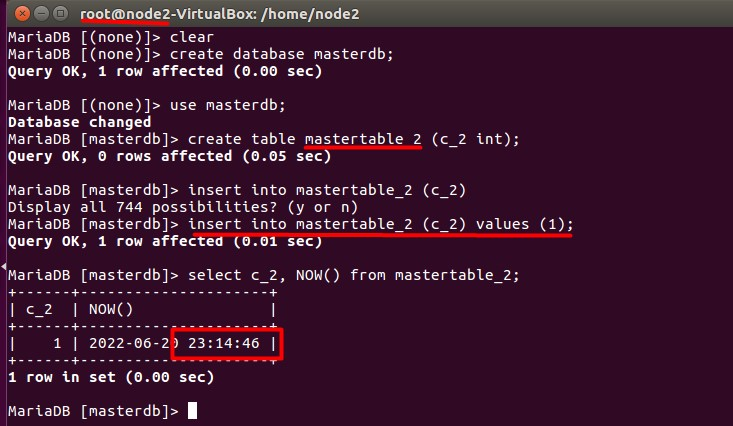 root@node2-VirtualBox: /home/node2
MariaDB [(none)]> clear
MariaDB [(none)]> create database masterdb;
Query OK, 1 row affected (0.00 sec)
MariaDB [(none)]> use masterdb;
Database changed
MariaDB [masterdb]> create table mastertable_2 (c_2 int);
Query OK, 0 rows affected (0.05 sec)
MariaDB [masterdb]> insert into mastertable_2 (c_2)
Display all 744 possibilities? (y or n)
MariaDB [masterdb]> insert into mastertable_2 (c_2) values (1);
Query OK, 1 row affected (0.01 sec)
MariaDB [masterdb]> select c_2, NOW() from mastertable_2;
+------+---------------------+
| c_2  | NOW()               |
+------+---------------------+
|    1 | 2022-06-20 23:14:46 |
+------+---------------------+
1 row in set (0.00 sec)
MariaDB [masterdb]>